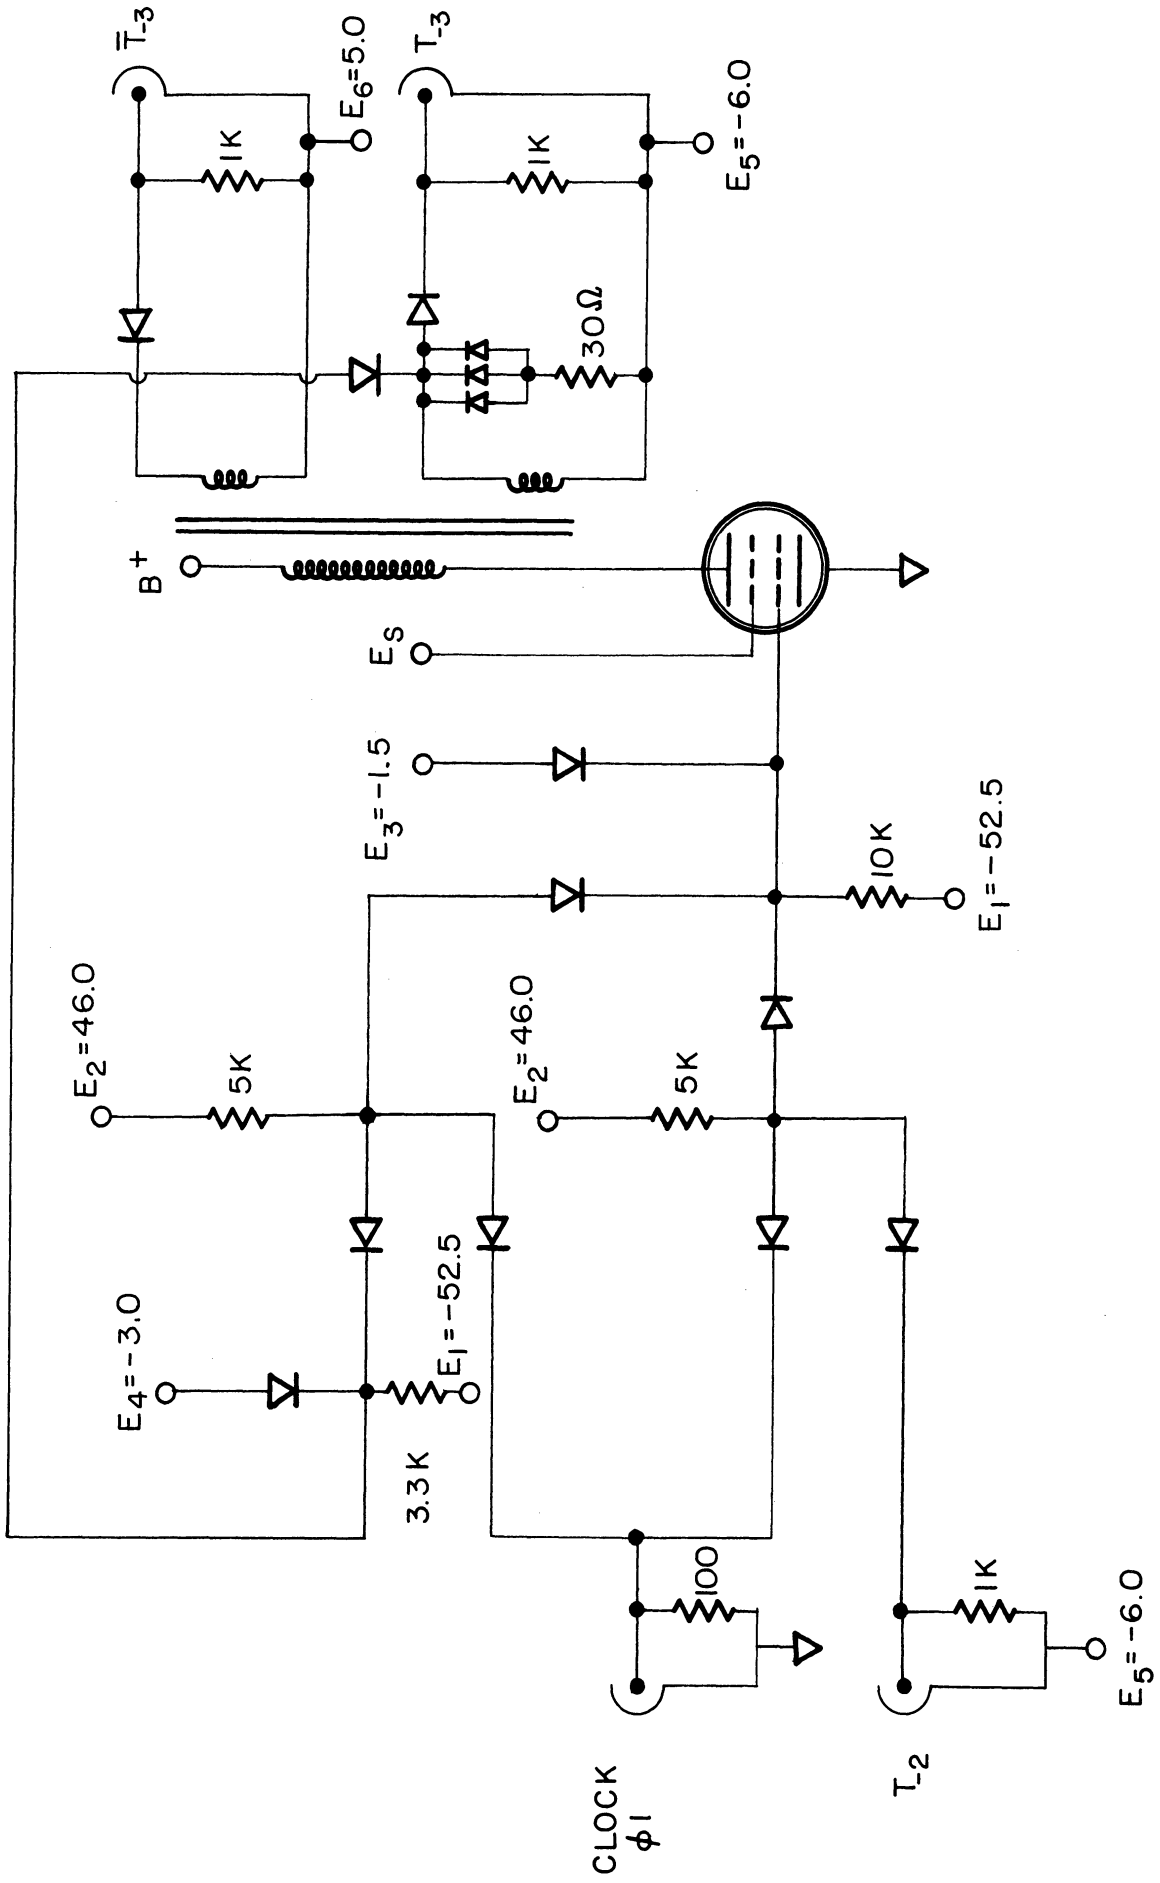 CLOCK
φ1
T-2
E5=-6.0
1K
100
E4=-3.0
3.3K
E1=-52.5
E2=46.0
5K
E2=46.0
5K
10K
E1=-52.5
E3=-1.5
ES
B+
30Ω
1K
E6=5.0
T̿-3
1K
E5=-6.0
T-3